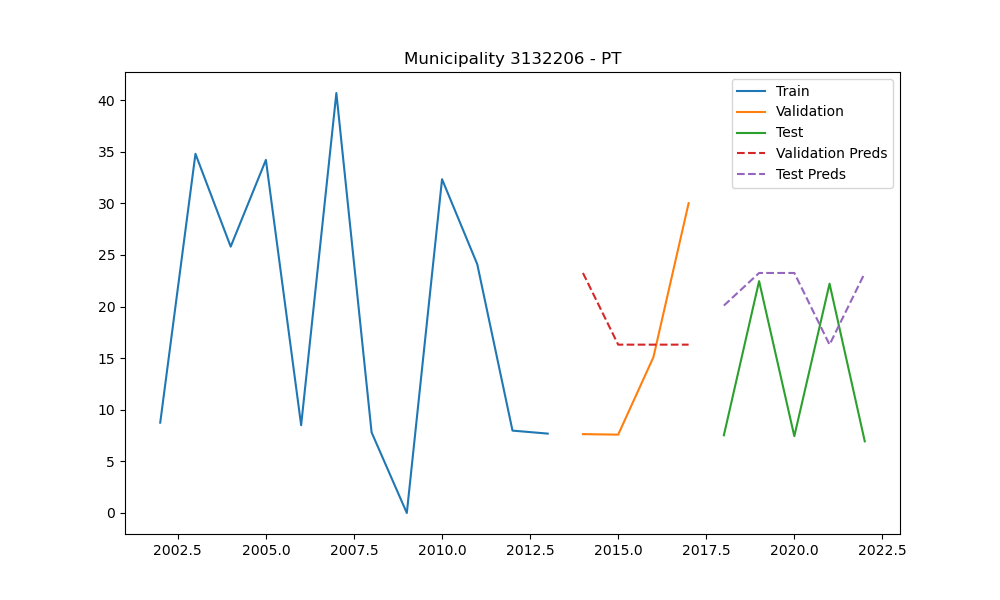 Municipality 3132206 - PT
Train
Validation
Test
Validation Preds
Test Preds
40
35
30
25
20
15
10
5
0
2002.5 2005.0 2007.5 2010.0 2012.5 2015.0 2017.5 2020.0 2022.5